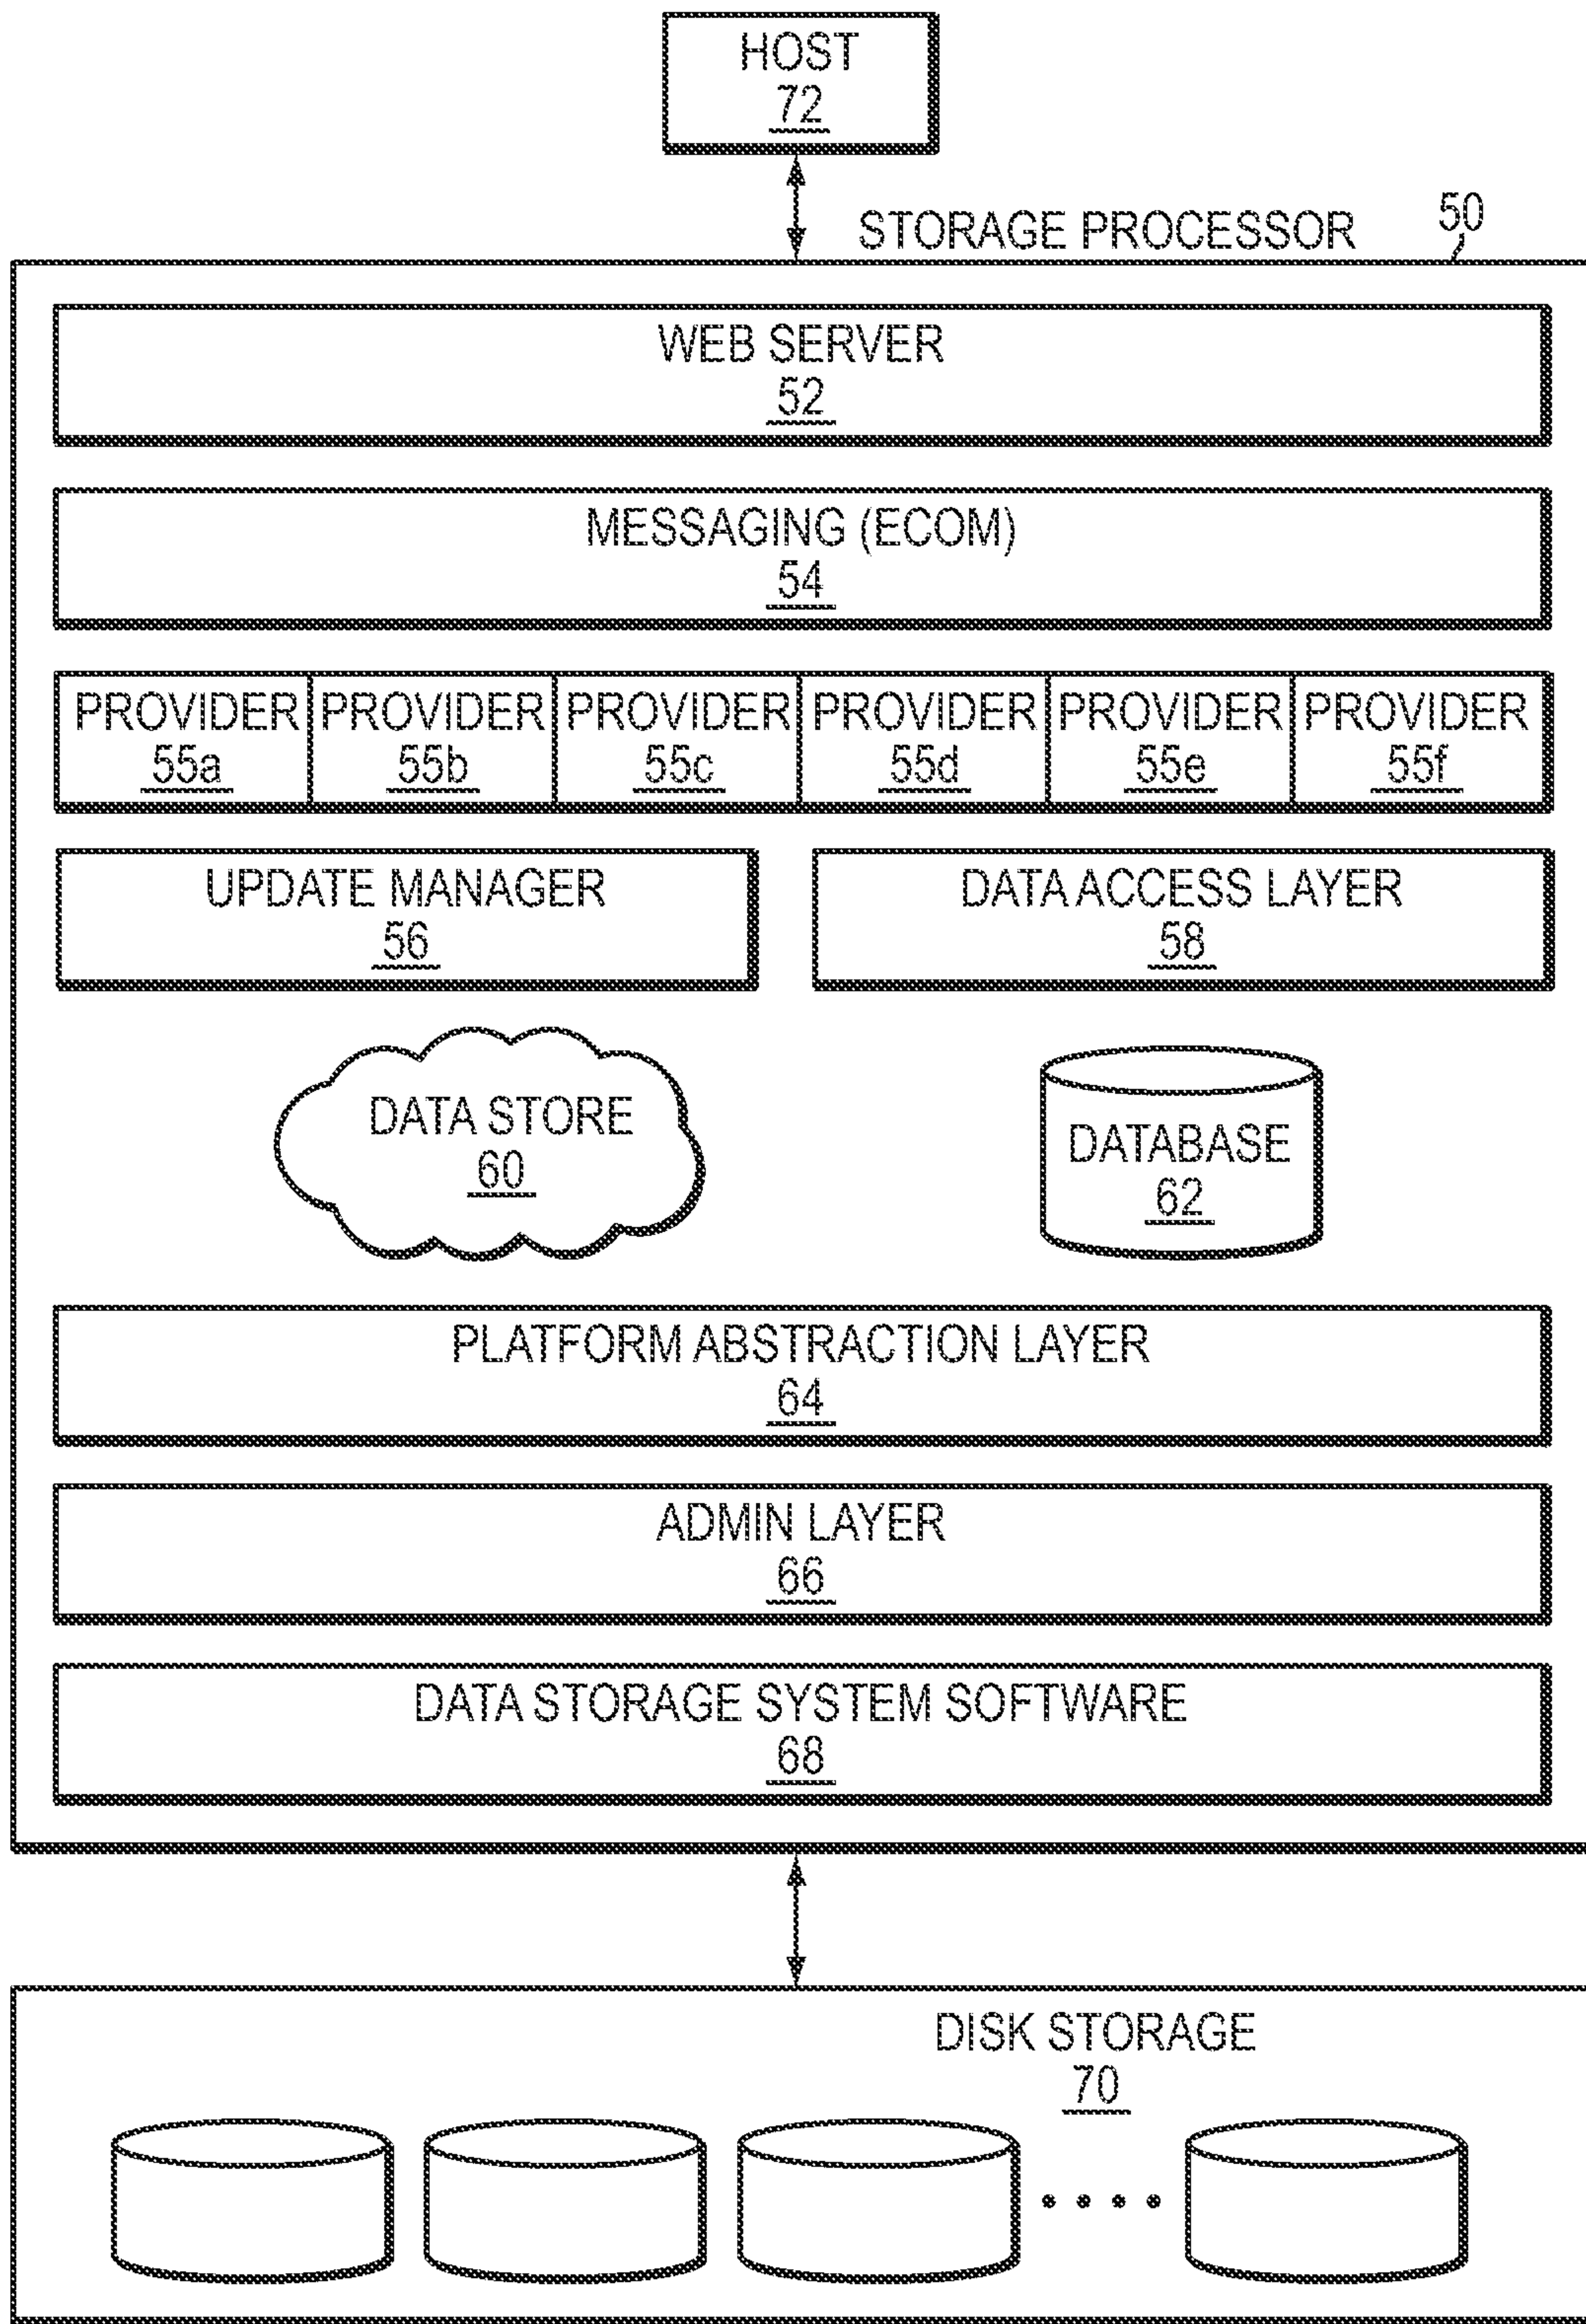 HOST
72
STORAGE PROCESSOR 50
WEB SERVER
52
MESSAGING (ECOM)
54
PROVIDER PROVIDER PROVIDER PROVIDER PROVIDER PROVIDER
55a 55b 55c 55d 55e 55f
UPDATE MANAGER DATA ACCESS LAYER
56 58
DATA STORE
60
DATABASE
62
PLATFORM ABSTRACTION LAYER
64
ADMIN LAYER
66
DATA STORAGE SYSTEM SOFTWARE
68
DISK STORAGE
70